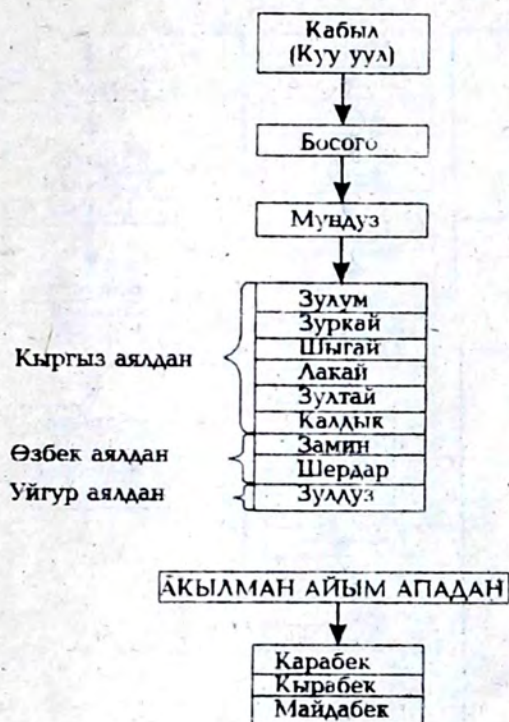 Кабыл
(Куу уул)
Босого
Мундуз
Кыргыз аялдан
Зулум
Зуркай
Шыгай
Лакай
Зултай
Калдык
Өзбек аялдан
Замин
Шердар
Уйгур аялдан
Зулдуз
АКЫЛМАН АЙЫМ АПАДАН
Карабек
Кырабек
Майдабек